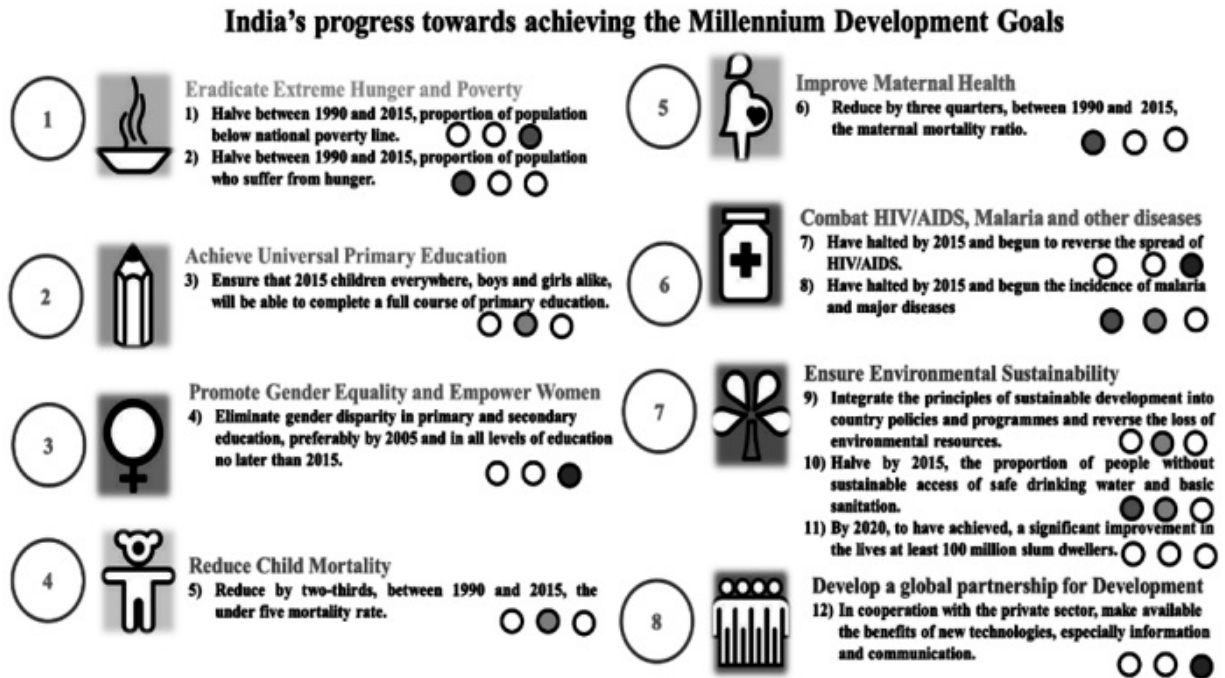 India's progress towards achieving the Millennium Development Goals
1
Eradicate Extreme Hunger and Poverty
1) Halve between 1990 and 2015, proportion of population
below national poverty line.
2) Halve between 1990 and 2015, proportion of population
who suffer from hunger.
2
Achieve Universal Primary Education
3) Ensure that 2015 children everywhere, boys and girls alike,
will be able to complete a full course of primary education.
3
Promote Gender Equality and Empower Women
4) Eliminate gender disparity in primary and secondary
education, preferably by 2005 and in all levels of education
no later than 2015.
4
Reduce Child Mortality
5) Reduce by two-thirds, between 1990 and 2015, the
under five mortality rate.
5
Improve Maternal Health
6) Reduce by three quarters, between 1990 and 2015,
the maternal mortality ratio.
6
Combat HIV/AIDS, Malaria and other diseases
7) Have halted by 2015 and begun to reverse the spread of
HIV/AIDS.
8) Have halted by 2015 and begun the incidence of malaria
and major diseases
7
Ensure Environmental Sustainability
9) Integrate the principles of sustainable development into
country policies and programmes and reverse the loss of
environmental resources.
10) Halve by 2015, the proportion of people without
sustainable access of safe drinking water and basic
sanitation.
11) By 2020, to have achieved, a significant improvement in
the lives at least 100 million slum dwellers.
8
Develop a global partnership for Development
12) In cooperation with the private sector, make available
the benefits of new technologies, especially information
and communication.